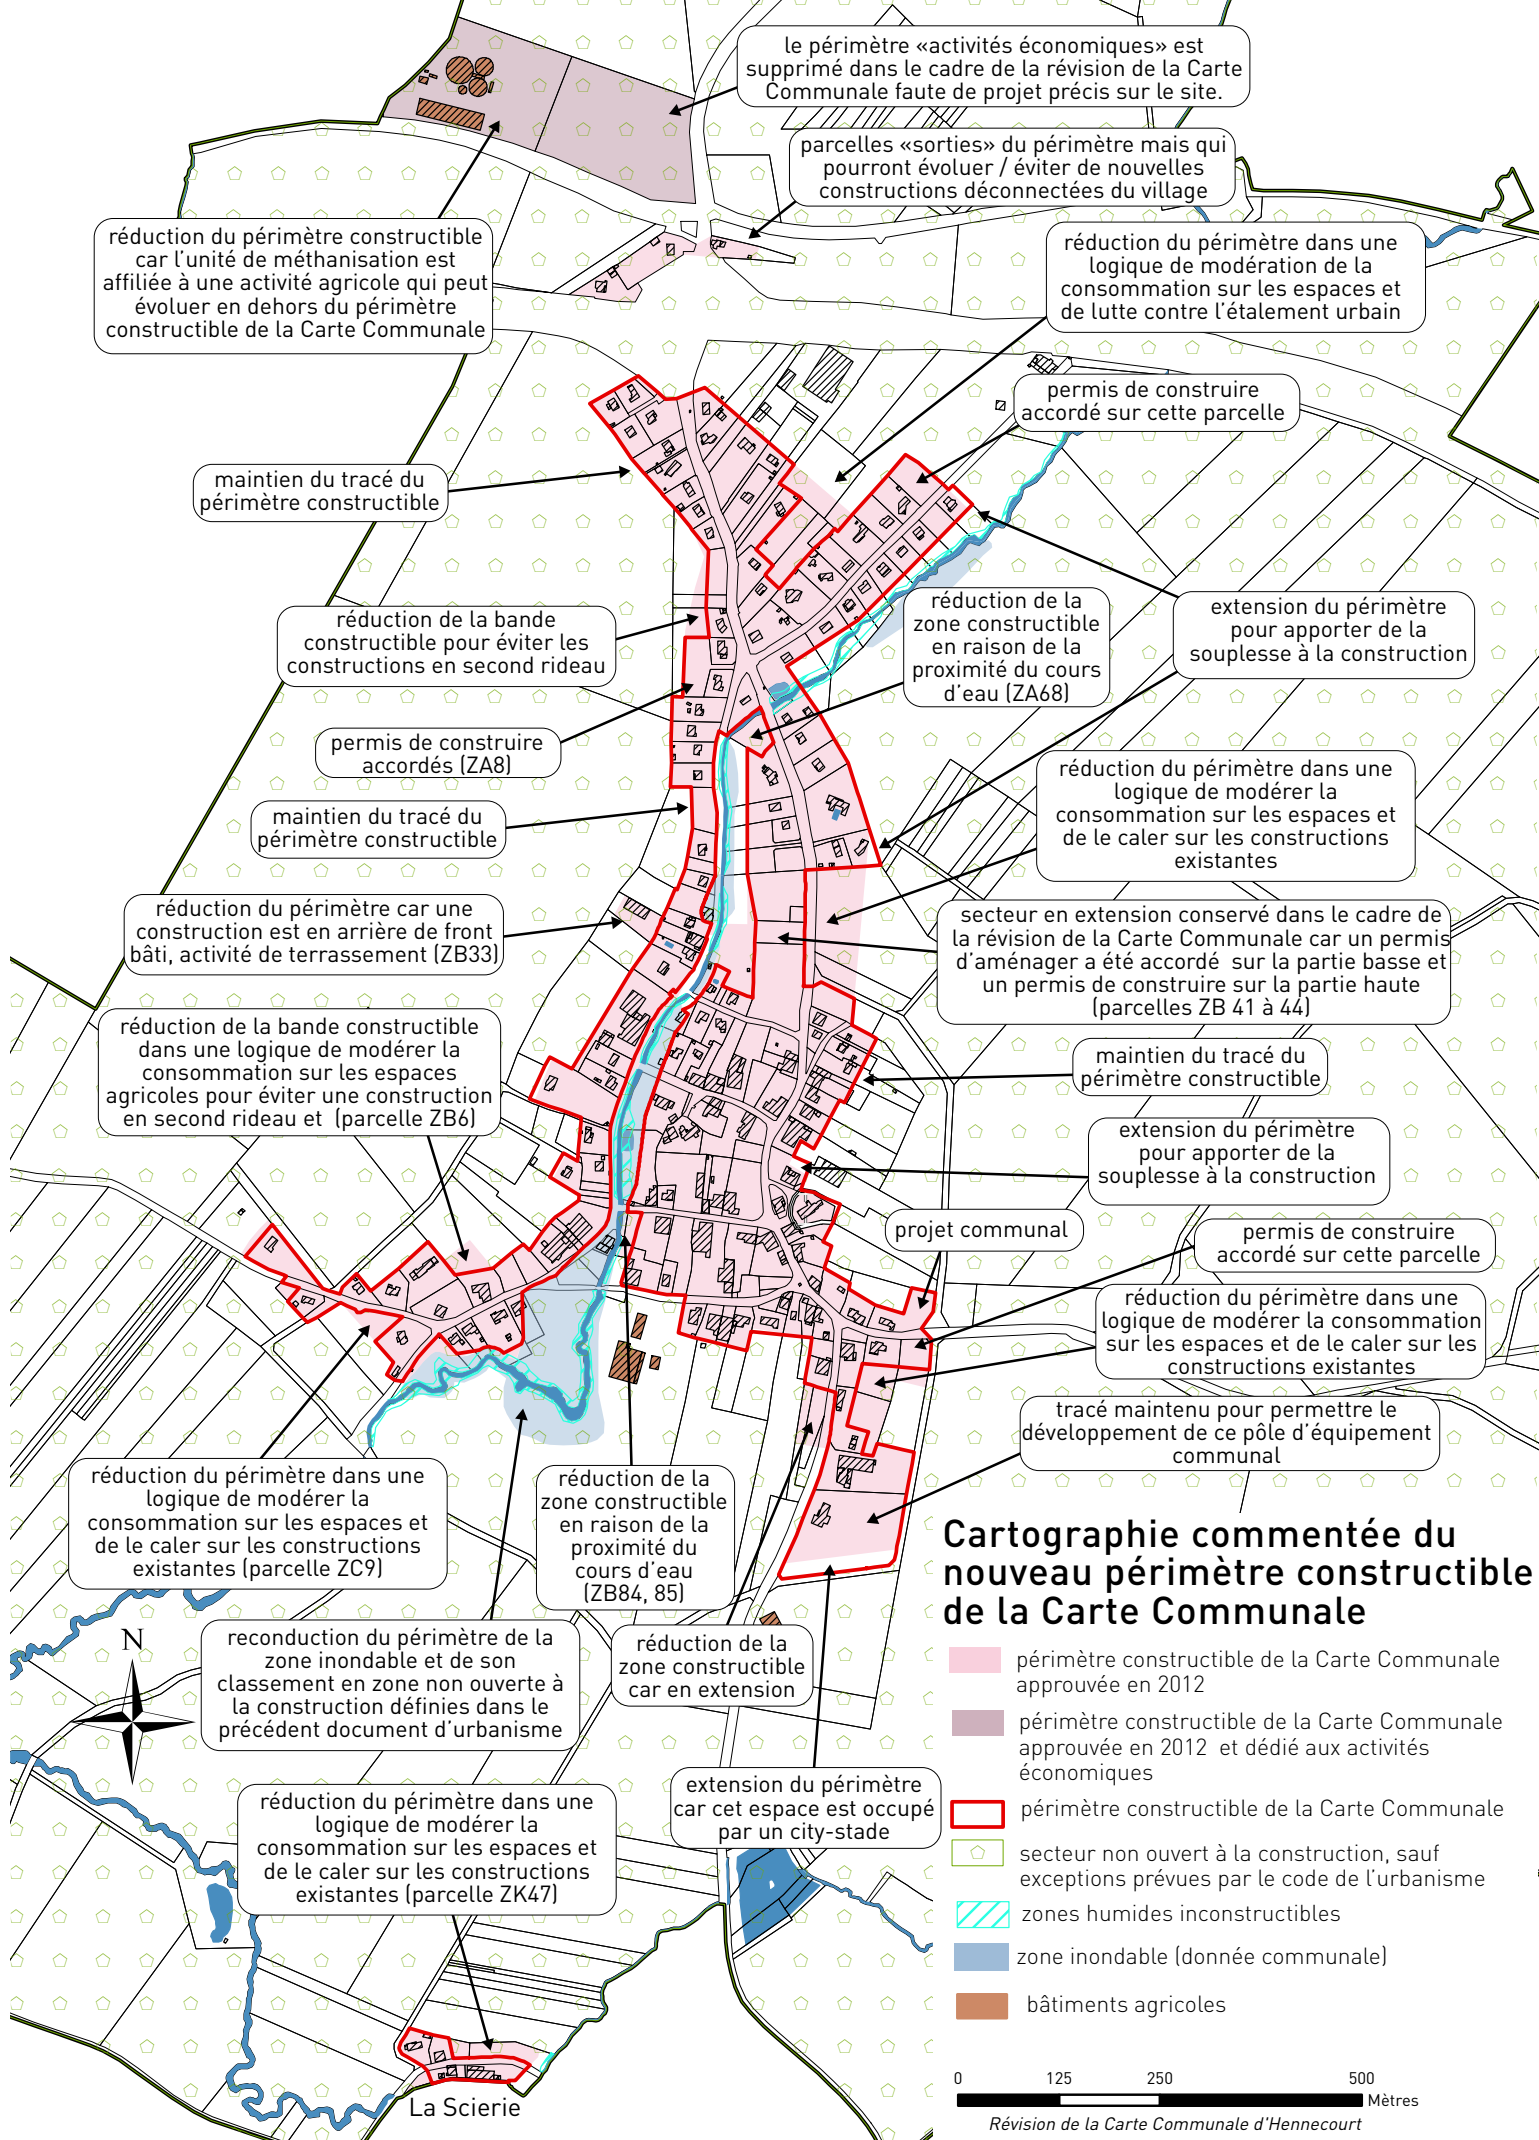 le périmètre «activités économiques» est
supprimé dans le cadre de la révision de la Carte
Communale faute de projet précis sur le site.
parcelles «sorties» du périmètre mais qui
pourront évoluer / éviter de nouvelles
constructions déconnectées du village
réduction du périmètre constructible
car l'unité de méthanisation est
affiliée à une activité agricole qui peut
évoluer en dehors du périmètre
constructible de la Carte Communale
réduction du périmètre dans une
logique de modération de la
consommation sur les espaces et
de lutte contre l'étalement urbain
permis de construire
accordé sur cette parcelle
maintien du tracé du
périmètre constructible
réduction de la bande
constructible pour éviter les
constructions en second rideau
réduction de la
zone constructible
en raison de la
proximité du cours
d'eau (ZA68)
extension du périmètre
pour apporter de la
souplesse à la construction
permis de construire
accordés (ZA8)
réduction du périmètre dans une
logique de modérer la
consommation sur les espaces et
de le caler sur les constructions
existantes
maintien du tracé du
périmètre constructible
réduction du périmètre car une
construction est en arrière de front
bâti, activité de terrassement (ZB33)
secteur en extension conservé dans le cadre de
la révision de la Carte Communale car un permis
d'aménager a été accordé sur la partie basse et
un permis de construire sur la partie haute
(parcelles ZB 41 à 44)
réduction de la bande constructible
dans une logique de modérer la
consommation sur les espaces
agricoles pour éviter une construction
en second rideau et (parcelle ZB6)
maintien du tracé du
périmètre constructible
extension du périmètre
pour apporter de la
souplesse à la construction
projet communal
permis de construire
accordé sur cette parcelle
réduction du périmètre dans une
logique de modérer la consommation
sur les espaces et de le caler sur les
constructions existantes
tracé maintenu pour permettre le
développement de ce pôle d'équipement
communal
réduction du périmètre dans une
logique de modérer la
consommation sur les espaces et
de le caler sur les constructions
existantes (parcelle ZC9)
réduction de la
zone constructible
en raison de la
proximité du
cours d'eau
(ZB84, 85)
reconduction du périmètre de la
zone inondable et de son
classement en zone non ouverte à
la construction définies dans le
précédent document d'urbanisme
réduction de la
zone constructible
car en extension
réduction du périmètre dans une
logique de modérer la
consommation sur les espaces et
de le caler sur les constructions
existantes (parcelle ZK47)
extension du périmètre
car cet espace est occupé
par un city-stade
N
La Scierie
Cartographie commentée du
nouveau périmètre constructible
de la Carte Communale
périmètre constructible de la Carte Communale
approuvée en 2012
périmètre constructible de la Carte Communale
approuvée en 2012 et dédié aux activités
économiques
périmètre constructible de la Carte Communale
secteur non ouvert à la construction, sauf
exceptions prévues par le code de l'urbanisme
zones humides inconstructibles
zone inondable (donnée communale)
bâtiments agricoles
0 125 250 500
Mètres
Révision de la Carte Communale d'Hennecourt